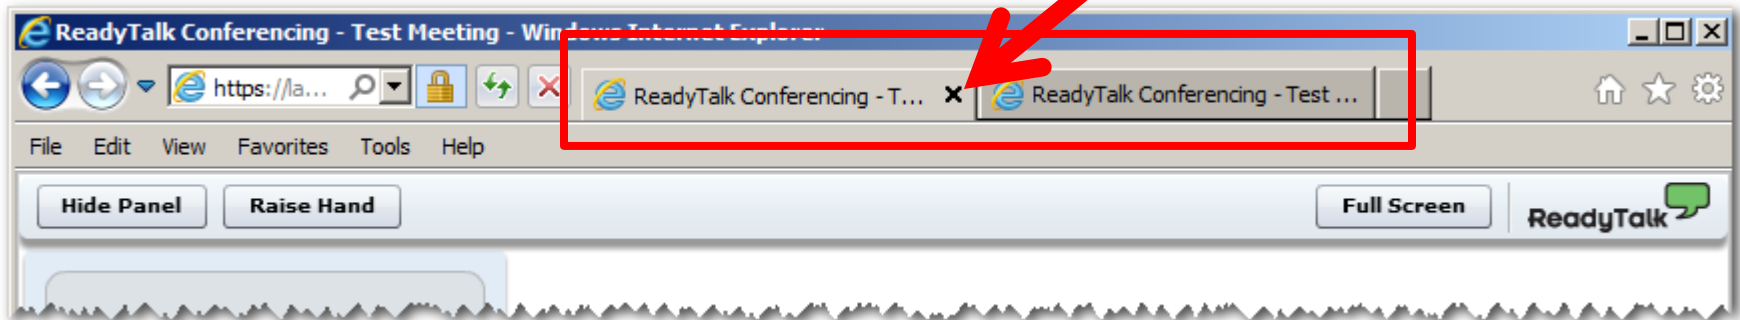 ReadyTalk Conferencing - Test Meeting - Windows Internet Explorer
https://la... ReadyTalk Conferencing - T... ReadyTalk Conferencing - Test ...
File Edit View Favorites Tools Help
Hide Panel Raise Hand Full Screen ReadyTalk